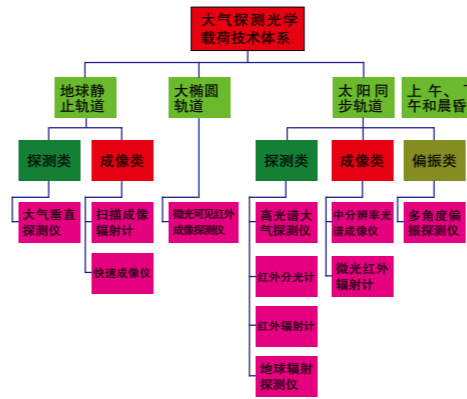 大气探测光学
载荷技术体系
地球静
止轨道
大椭圆
轨道
太阳同
步轨道
上午、
午和晨昏
探测类
成像类
探测类
成像类
偏振类
大气垂直
探测仪
扫描成像
辐射计
微光可见红外
成像探测仪
高光谱大
气探测仪
中分辨率光
谱成像仪
多角度偏
振探测仪
快速成像仪
红外分光计
微光红外
辐射计
红外辐射计
地球辐射
探测仪